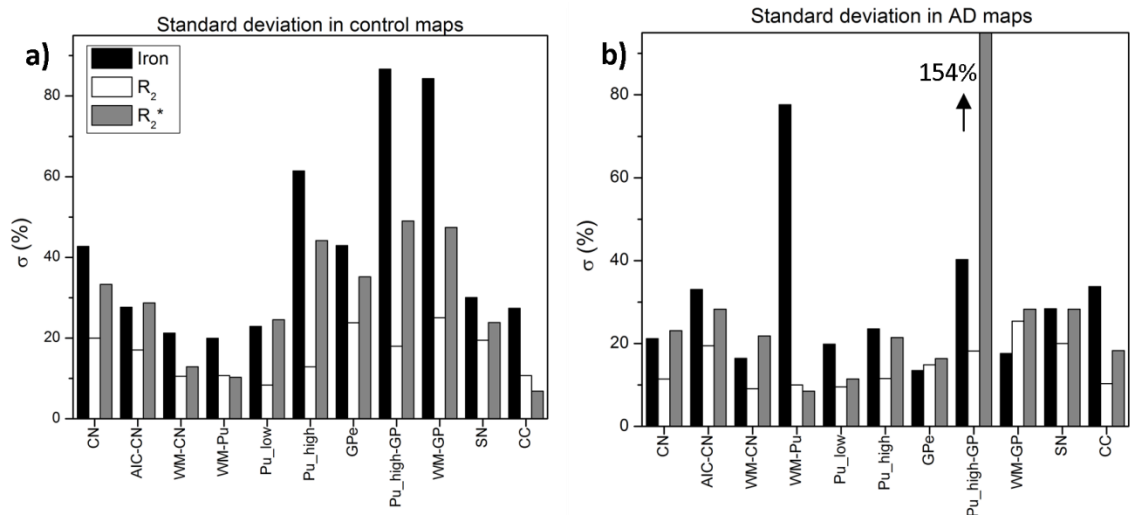 Standard deviation in control maps
a)
Iron
R2
R2*
σ (%)
80
60
40
20
0
CN
AIC-CN
WM-CN
WM-Pu
Pu_low
Pu_high
GPe
Pu_high-GP
WM-GP
SN
CC
Standard deviation in AD maps
b)
154%
σ (%)
80
60
40
20
0
CN
AIC-CN
WM-CN
WM-Pu
Pu_low
Pu_high
GPe
Pu_high-GP
WM-GP
SN
CC